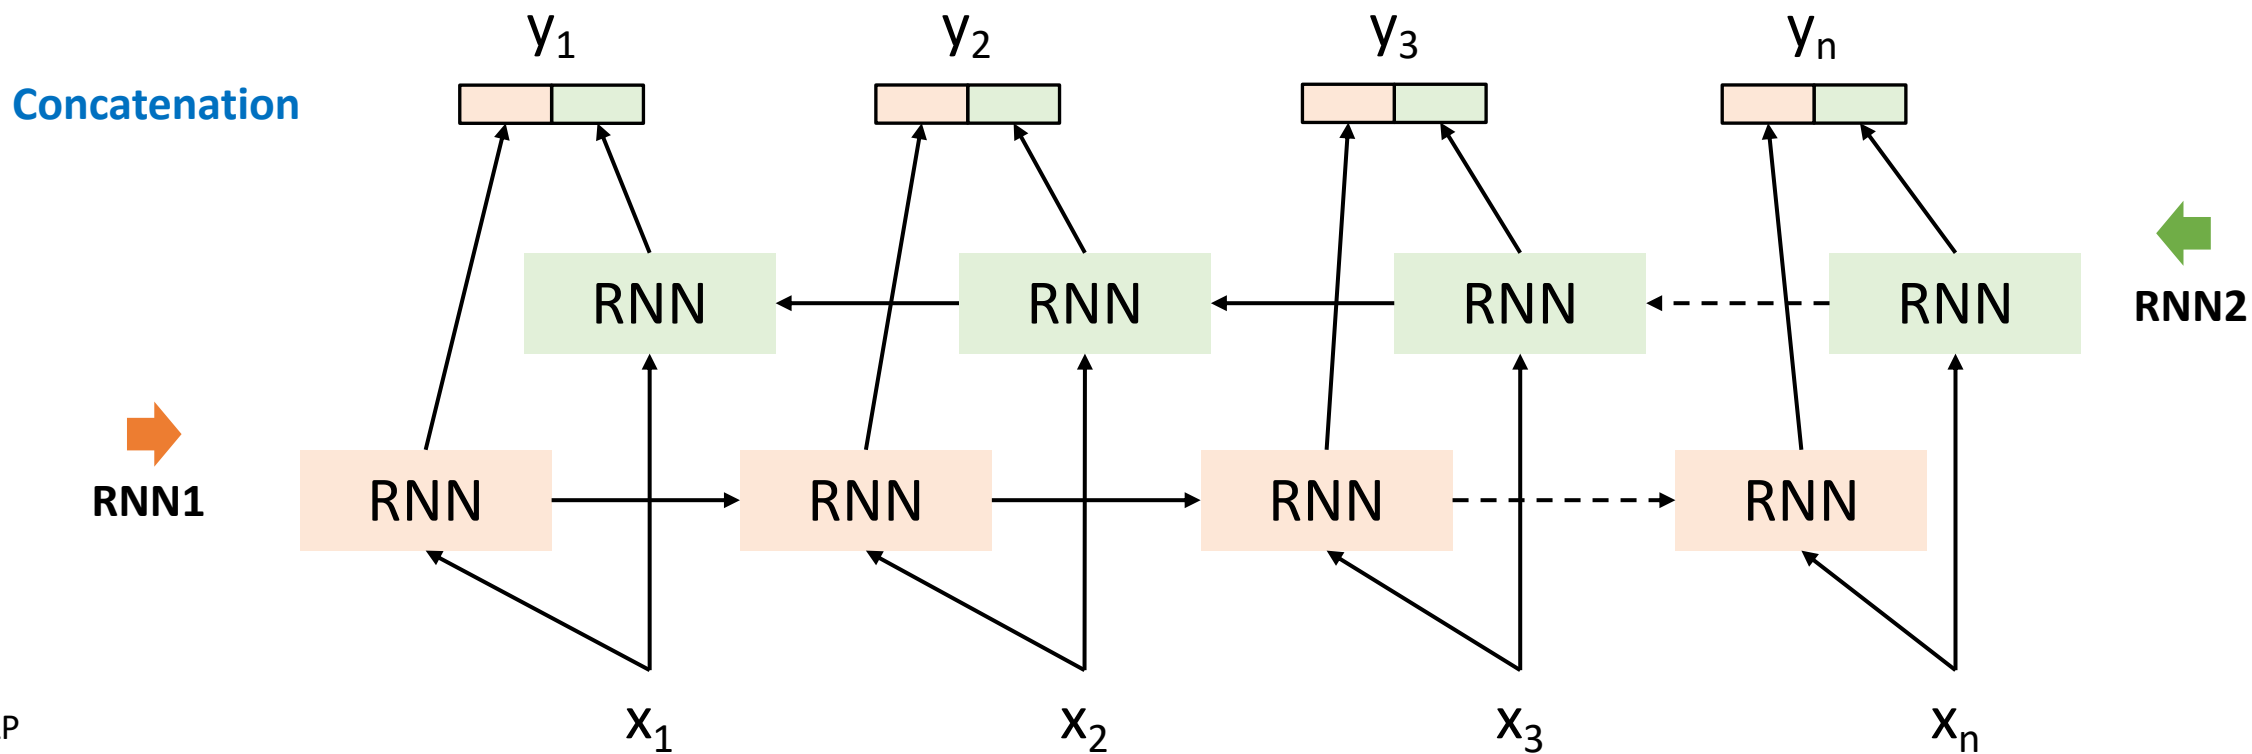 y1 y2 y3 yn
Concatenation
RNN RNN RNN RNN
RNN2
RNN1
RNN RNN RNN RNN
x1 x2 x3 xn
P